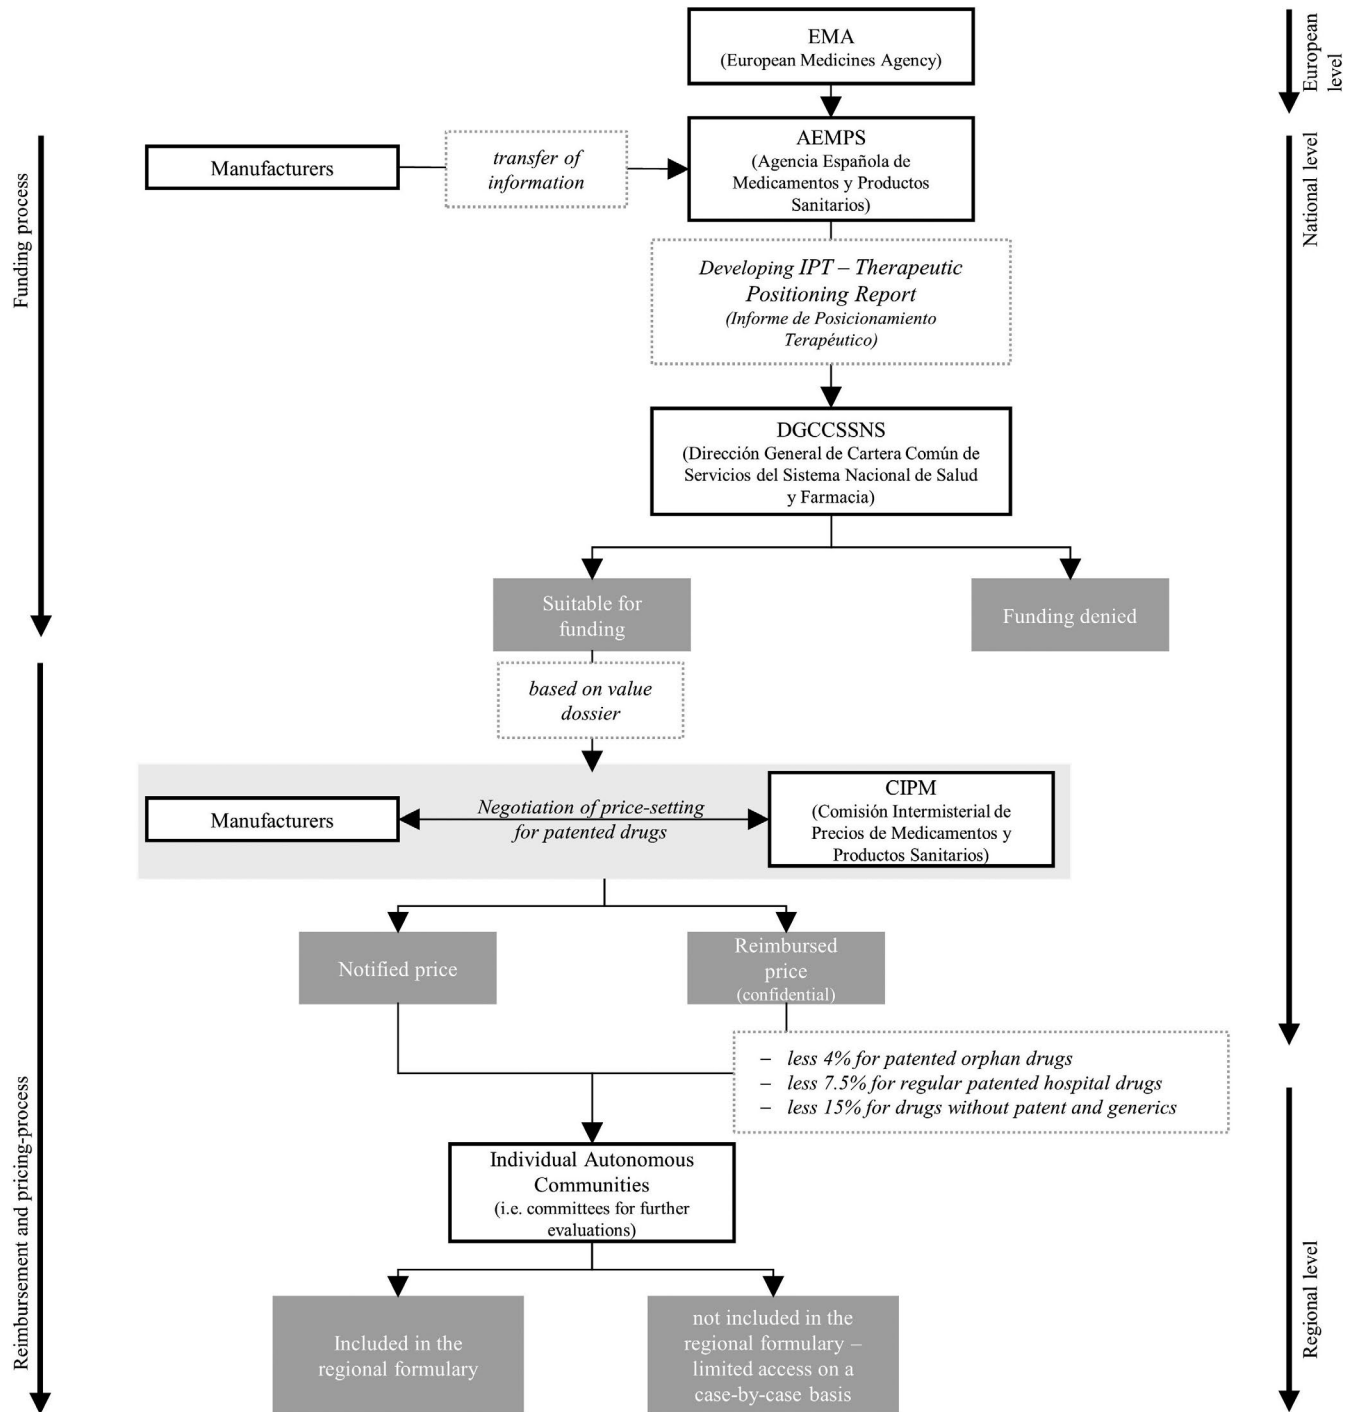 EMA
(European Medicines Agency)
European
level
Funding process
Manufacturers
transfer of
information
AEMPS
(Agencia Española de
Medicamentos y Productos
Sanitarios)
National level
Developing IPT – Therapeutic
Positioning Report
(Informe de Posicionamiento
Terapéutico)
DGCCSSNS
(Dirección General de Cartera Común de
Servicios del Sistema Nacional de Salud
y Farmacia)
Suitable for
funding
Funding denied
based on value
dossier
Reimbursement and pricing-process
Manufacturers
Negotiation of price-setting
for patented drugs
CIPM
(Comisión Intermisterial de
Precios de Medicamentos y
Productos Sanitarios)
Notified price
Reimbursed
price
(confidential)
– less 4% for patented orphan drugs
– less 7.5% for regular patented hospital drugs
– less 15% for drugs without patent and generics
Individual Autonomous
Communities
(i.e. committees for further
evaluations)
Regional level
Included in the
regional formulary
not included in the
regional formulary –
limited access on a
case-by-case basis